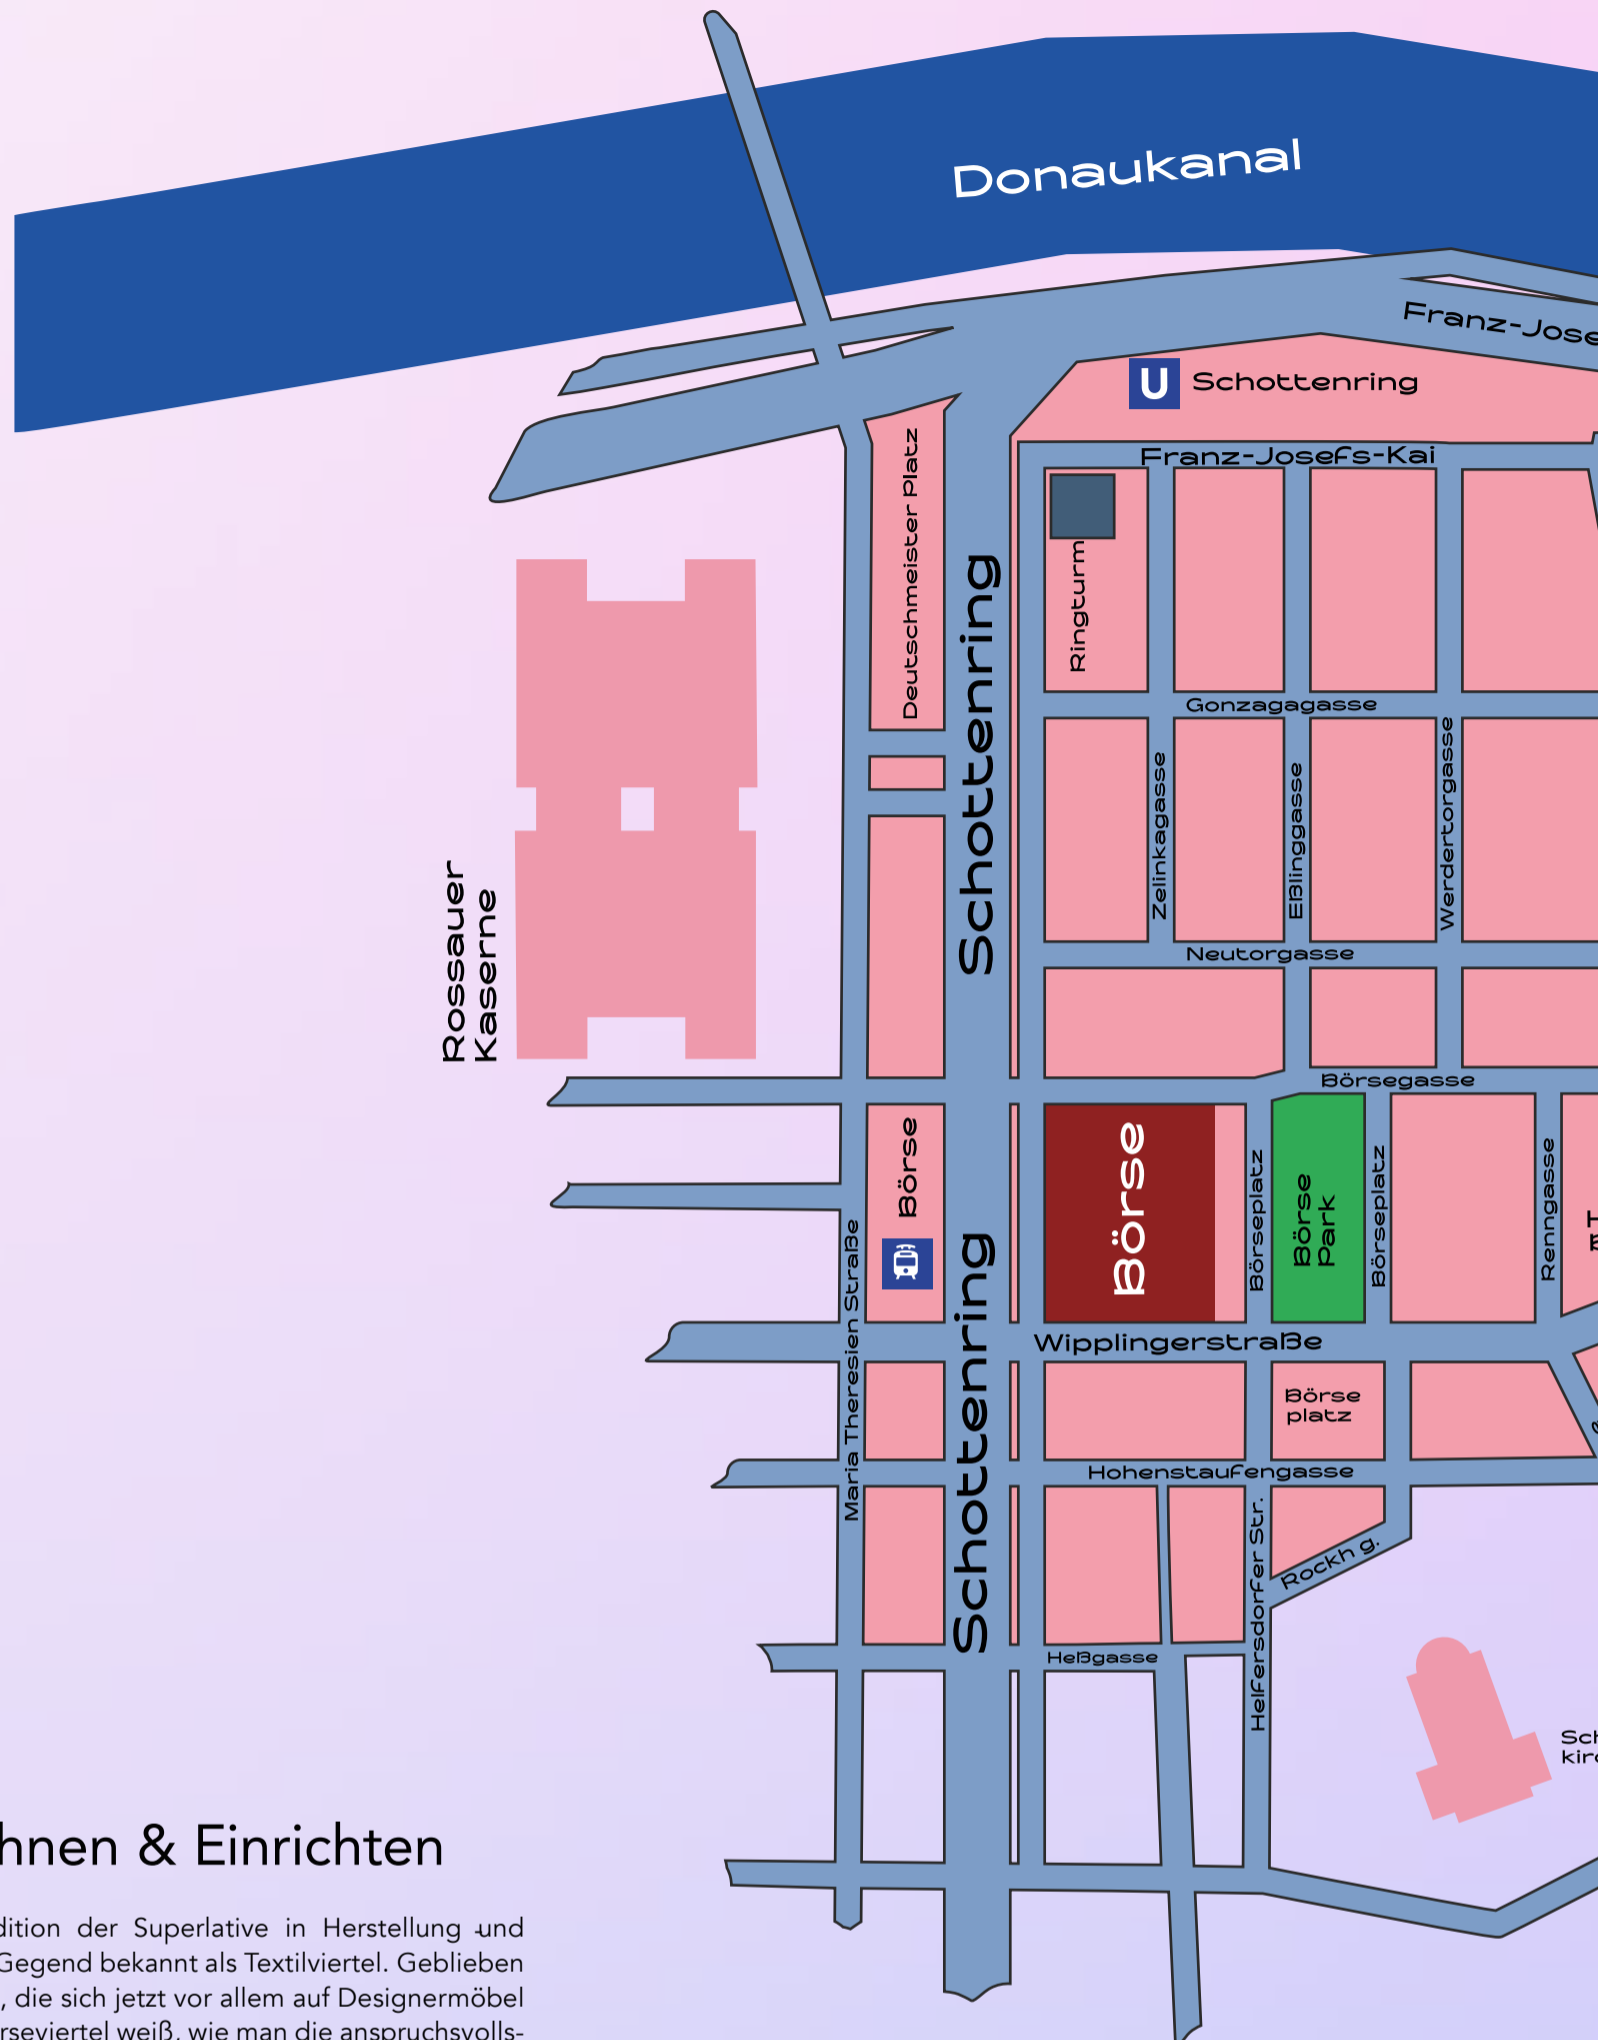 Donaukanal
Franz-Jose
U Schottenring
Franz-Josefs-Kai
Deutschmeister Platz
Ringturm
Schottenring
Gonzagagasse
Zelinkagasse
Eßlinggasse
Werdertorgasse
Rossauer
Kaserne
Neutorgasse
Börsegasse
Börse
Börse
Börseplatz
Börse
Park
Börseplatz
Renngasse
Maria Theresien Straße
Schottenring
Wipplingerstraße
Börse
platz
Hohenstaufengasse
Helfersdorfer Str.
Rockh g.
Heßgasse
Sch
kirc
hnen & Einrichten
dition der Superlative in Herstellung und
Gegend bekannt als Textilviertel. Geblieben
, die sich jetzt vor allem auf Designermöbel
rseviertel weiß, wie man die anspruchsvolls-